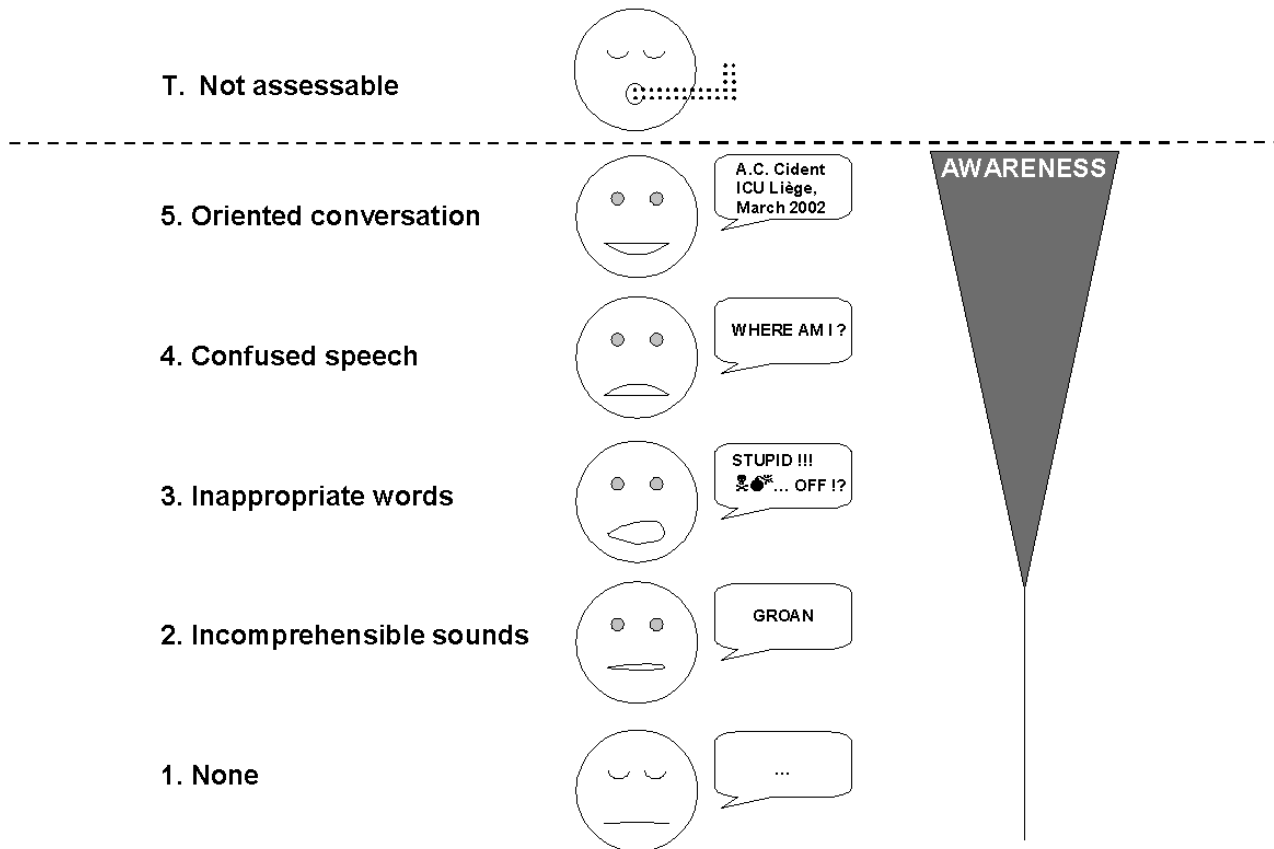 T. Not assessable
AWARENESS
5. Oriented conversation
A.C. Cident
ICU Liège,
March 2002
4. Confused speech
WHERE AM I ?
3. Inappropriate words
STUPID !!!
☠💣... OFF !?
2. Incomprehensible sounds
GROAN
1. None
...